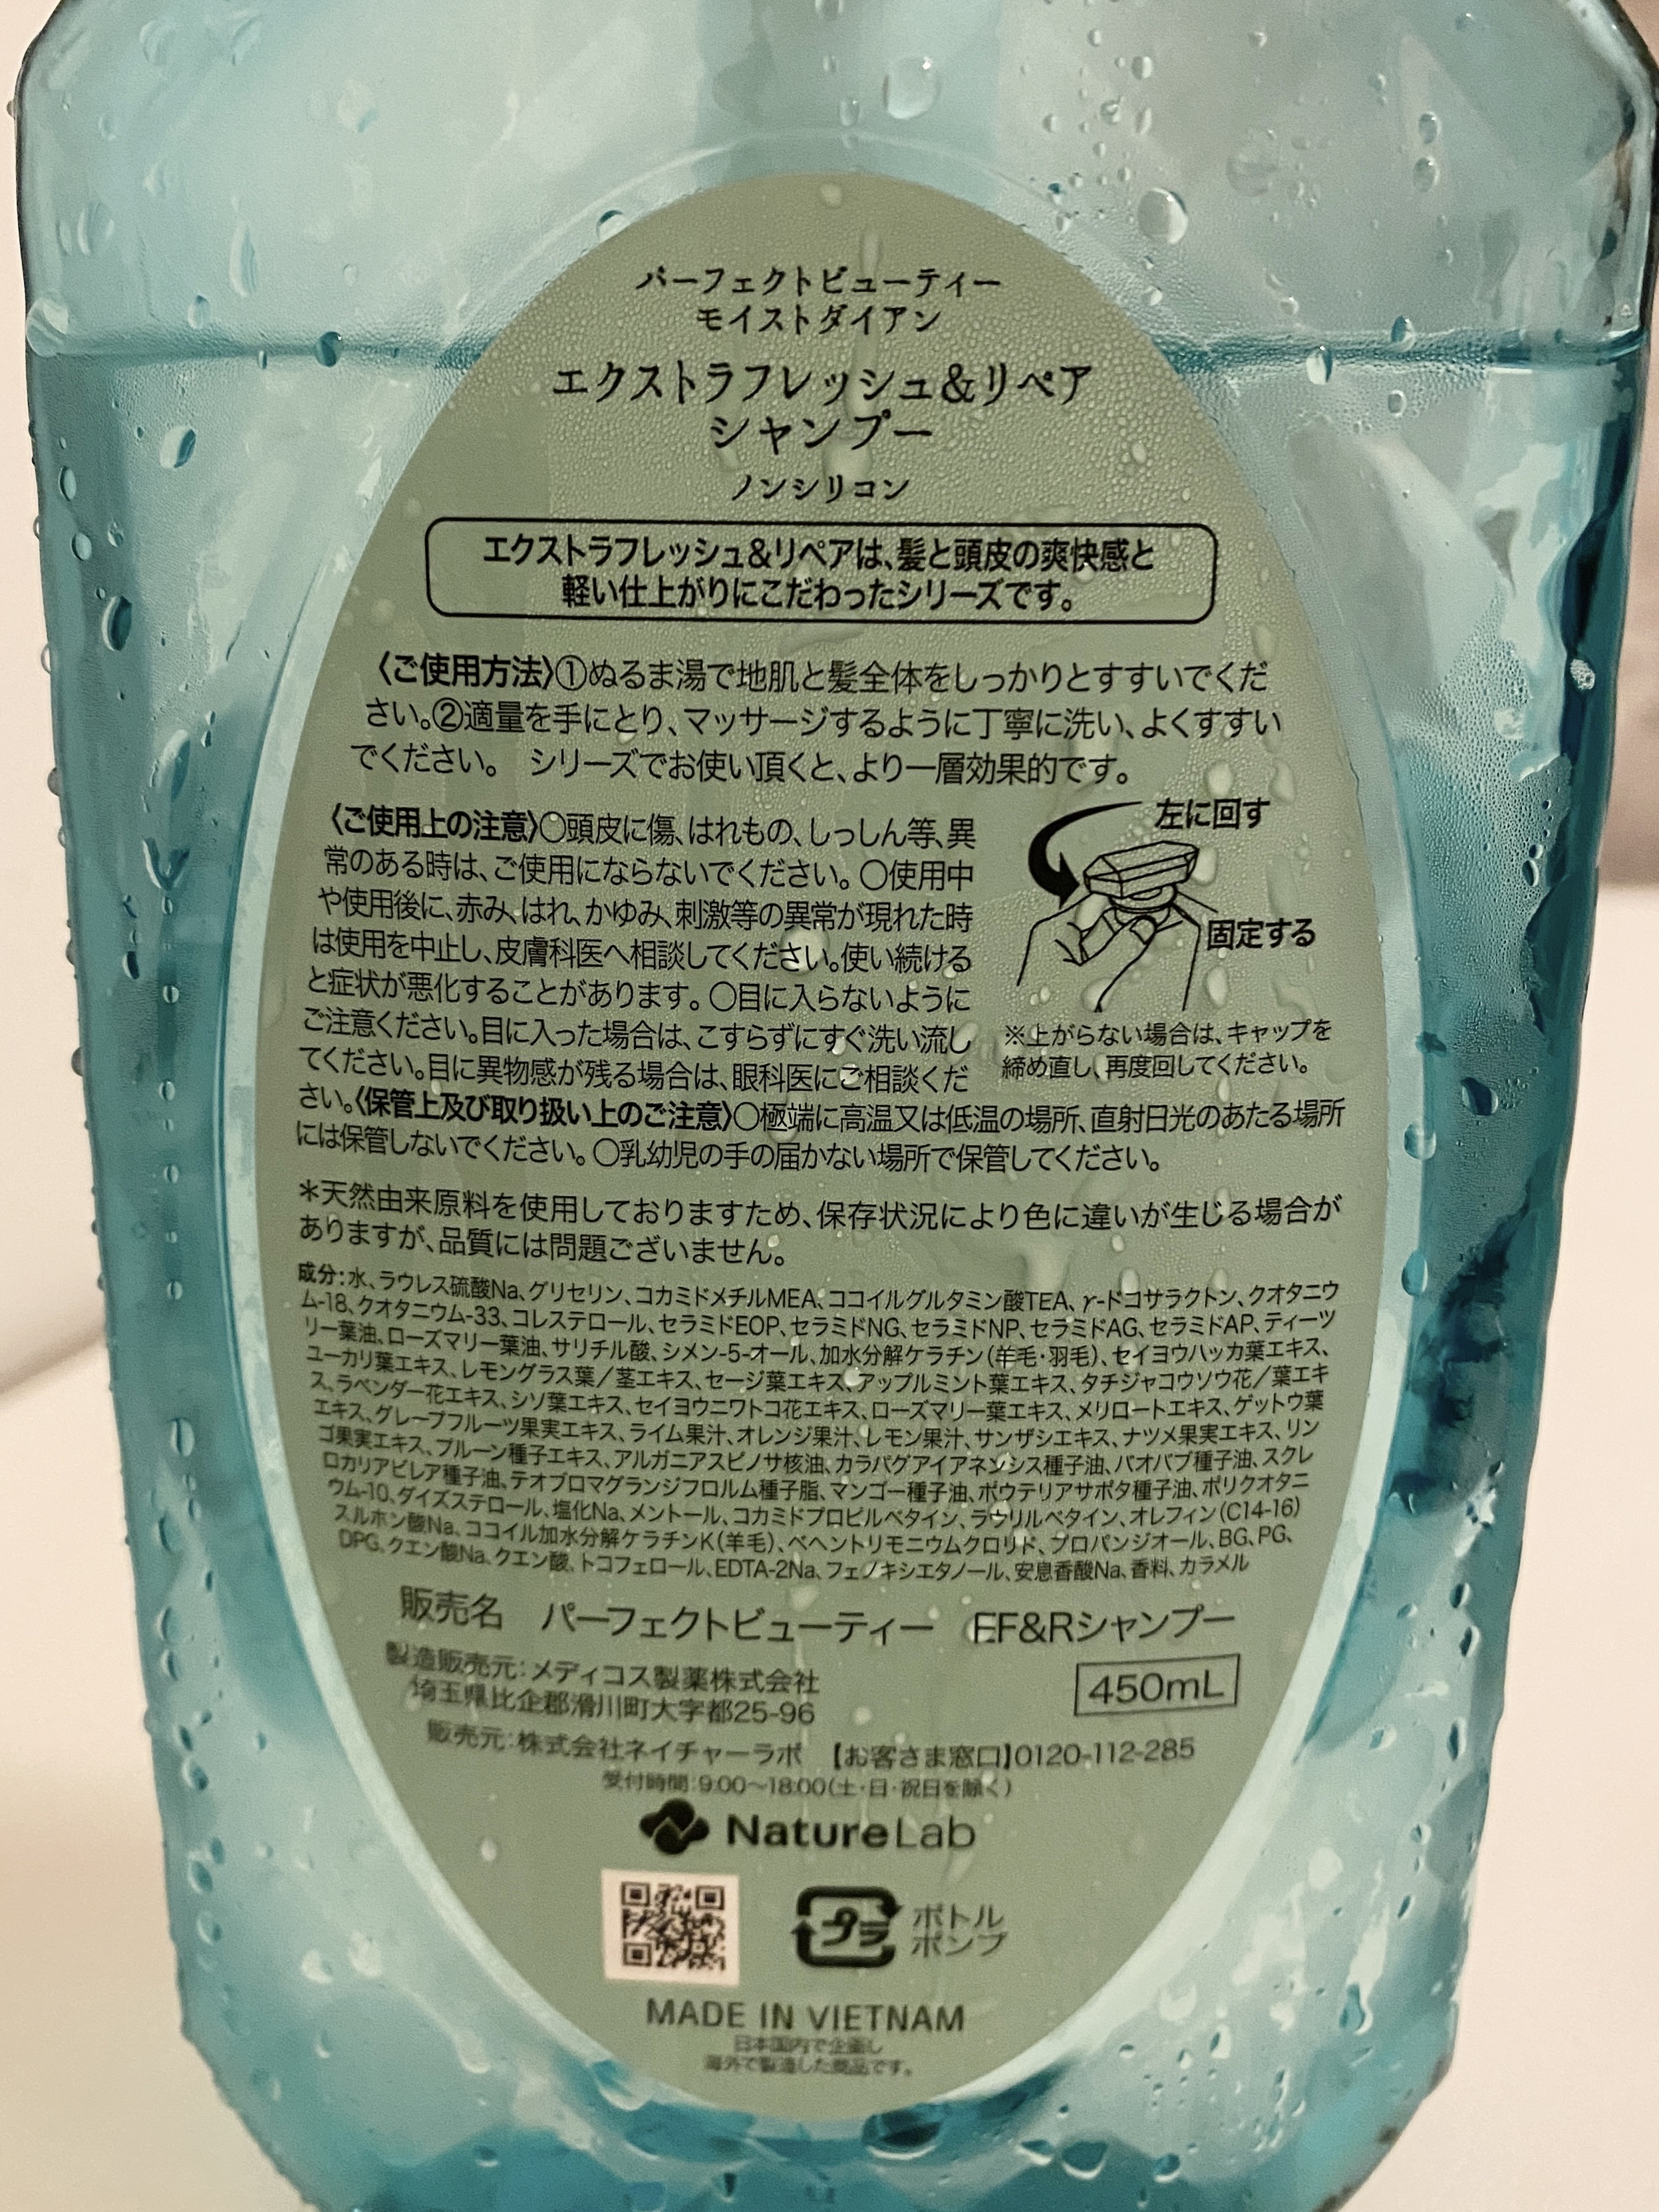 パーフェクトビューティー
モイストダイアン
エクストラフレッシュ&リペア
シャンプー
ノンシリコン
エクストラフレッシュ&リペアは、髪と頭皮の爽快感と
軽い仕上がりにこだわったシリーズです。
〈ご使用方法〉①ぬるま湯で地肌と髪全体をしっかりとすすいでくだ
さい。②適量を手にとり、マッサージするように丁寧に洗い、よくすすい
でください。 シリーズでお使い頂くと、より一層効果的です。
〈ご使用上の注意〉○頭皮に傷、はれもの、しっしん等、異
常のある時は、ご使用にならないでください。○使用中
や使用後に、赤み、はれ、かゆみ、刺激等の異常が現れた時
は使用を中止し、皮膚科医へ相談してください。使い続ける
と症状が悪化することがあります。○目に入らないように
ご注意ください。目に入った場合は、こすらずにすぐ洗い流し
てください。目に異物感が残る場合は、眼科医にご相談くだ
さい。〈保管上及び取り扱い上のご注意〉○極端に高温又は低温の場所、直射日光のあたる場所
には保管しないでください。○乳幼児の手の届かない場所で保管してください。
左に回す
固定する
※上がらない場合は、キャップを
締め直し、再度回してください。
*天然由来原料を使用しておりますため、保存状況により色に違いが生じる場合が
ありますが、品質には問題ございません。
成分:水、ラウレス硫酸Na、グリセリン、コカミドメチルMEA、ココイルグルタミン酸TEA、γ-ドコサラクトン、クオタニウ
ム-18、クオタニウム-33、コレステロール、セラミドEOP、セラミドNG、セラミドNP、セラミドAG、セラミドAP、ティーツ
リー葉油、ローズマリー葉油、サリチル酸、シメン-5-オール、加水分解ケラチン(羊毛・羽毛)、セイヨウハッカ葉エキス、
ユーカリ葉エキス、レモングラス葉/茎エキス、セージ葉エキス、アップルミント葉エキス、タチジャコウソウ花/葉エキ
ス、ラベンダー花エキス、シソ葉エキス、セイヨウニワトコ花エキス、ローズマリー葉エキス、メリロートエキス、ゲットウ葉
エキス、グレープフルーツ果実エキス、ライム果汁、オレンジ果汁、レモン果汁、サンザシエキス、ナツメ果実エキス、リン
ゴ果実エキス、プルーン種子エキス、アルガニアスピノサ核油、カラパグアイアネンシス種子油、バオバブ種子油、スクレ
ロカリアビレア種子油、テオブロマグランジフロルム種子脂、マンゴー種子油、ポウテリアサポタ種子油、ポリクオタニ
ウム-10、ダイズステロール、塩化Na、メントール、コカミドプロピルベタイン、ラウリルベタイン、オレフィン(C14-16)
スルホン酸Na、ココイル加水分解ケラチンK(羊毛)、ベヘントリモニウムクロリド、プロパンジオール、BG、PG、
DPG、クエン酸Na、クエン酸、トコフェロール、EDTA-2Na、フェノキシエタノール、安息香酸Na、香料、カラメル
販売名 パーフェクトビューティー EF&Rシャンプー
製造販売元:メディコス製薬株式会社
埼玉県比企郡滑川町大字都25-96
450mL
販売元:株式会社ネイチャーラボ 【お客さま窓口】0120-112-285
受付時間:9:00〜18:00(土・日・祝日を除く)
NatureLab
プラ
ボトル
ポンプ
MADE IN VIETNAM
日本国内で企画し
海外で製造した商品です。